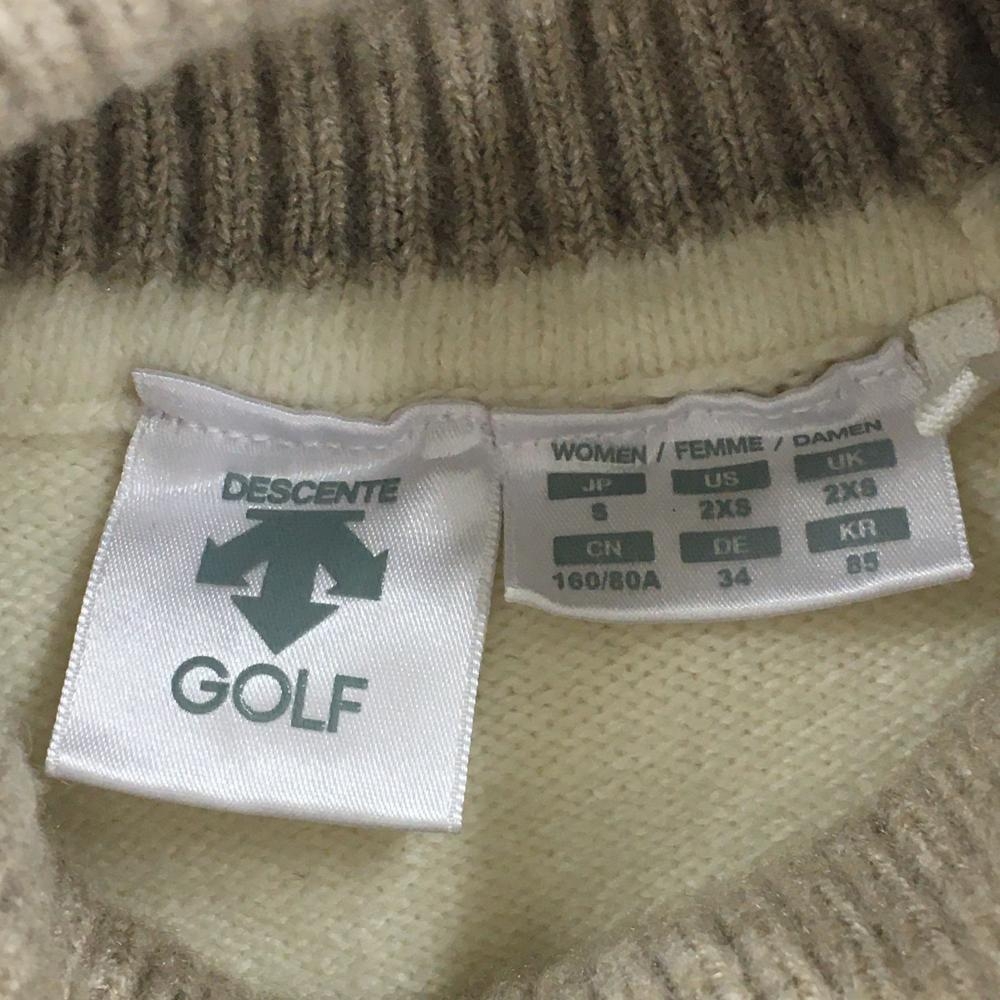 DESCENTE
GOLF
WOMEN / FEMME / DAMEN
JP US UK
S 2XS 2XS
CN DE KR
160/80A 34 85